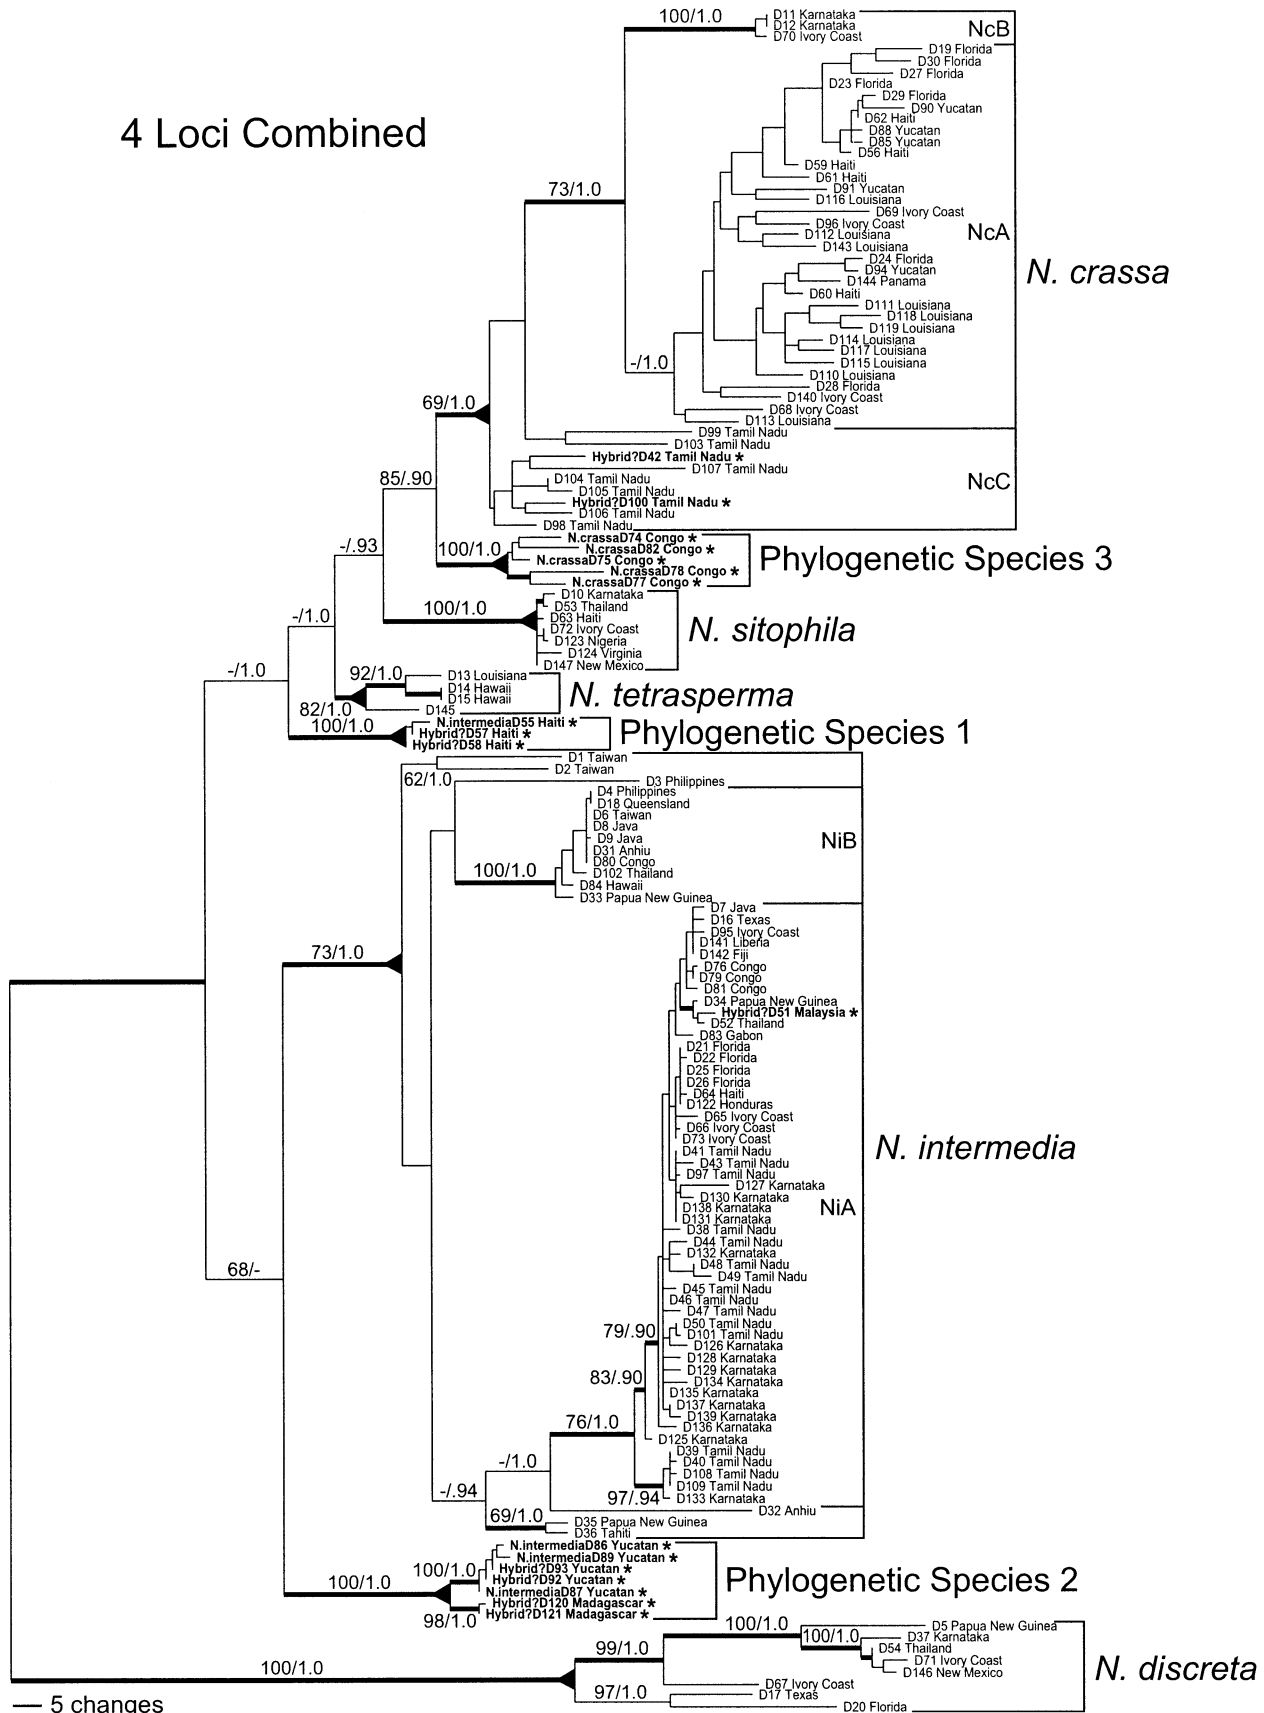 4 Loci Combined
100/1.0
D11 Karnataka
D12 Karnataka
D70 Ivory Coast
NcB
D19 Florida
D30 Florida
D27 Florida
D23 Florida
D29 Florida
D90 Yucatan
D62 Haiti
D88 Yucatan
D85 Yucatan
D56 Haiti
D59 Haiti
D61 Haiti
73/1.0
D91 Yucatan
D116 Louisiana
D69 Ivory Coast
D96 Ivory Coast
D112 Louisiana
NcA
D143 Louisiana
D24 Florida
D94 Yucatan
N. crassa
D144 Panama
D60 Haiti
D111 Louisiana
D118 Louisiana
D119 Louisiana
D114 Louisiana
D117 Louisiana
-/1.0
D115 Louisiana
D110 Louisiana
D28 Florida
D140 Ivory Coast
69/1.0
D68 Ivory Coast
D113 Louisiana
D99 Tamil Nadu
D103 Tamil Nadu
Hybrid?D42 Tamil Nadu *
D107 Tamil Nadu
85/.90
D104 Tamil Nadu
NcC
D105 Tamil Nadu
Hybrid?D100 Tamil Nadu *
D106 Tamil Nadu
D98 Tamil Nadu
-/.93
100/1.0
N.crassaD74 Congo *
N.crassaD82 Congo *
N.crassaD75 Congo *
N.crassaD78 Congo *
N.crassaD77 Congo *
Phylogenetic Species 3
-/1.0
100/1.0
D10 Karnataka
D53 Thailand
D63 Haiti
D72 Ivory Coast
D123 Nigeria
D124 Virginia
D147 New Mexico
N. sitophila
-/1.0
92/1.0
D13 Louisiana
D14 Hawaii
D15 Hawaii
D145
82/1.0
N. tetrasperma
100/1.0
N.intermediaD55 Haiti *
Hybrid?D57 Haiti *
Hybrid?D58 Haiti *
Phylogenetic Species 1
D1 Taiwan
D2 Taiwan
62/1.0
D3 Philippines
D4 Philippines
D18 Queensland
D6 Taiwan
D8 Java
D9 Java
NiB
D31 Anhiu
D80 Congo
100/1.0
D102 Thailand
D84 Hawaii
D33 Papua New Guinea
D7 Java
D16 Texas
D95 Ivory Coast
D141 Liberia
73/1.0
D142 Fiji
D76 Congo
D79 Congo
D81 Congo
D34 Papua New Guinea
Hybrid?D51 Malaysia *
D52 Thailand
D83 Gabon
D21 Florida
D22 Florida
D25 Florida
D26 Florida
D64 Haiti
D122 Honduras
D65 Ivory Coast
D66 Ivory Coast
D73 Ivory Coast
N. intermedia
D41 Tamil Nadu
D43 Tamil Nadu
D97 Tamil Nadu
D127 Karnataka
D130 Karnataka
D138 Karnataka
NiA
D131 Karnataka
D38 Tamil Nadu
D44 Tamil Nadu
D132 Karnataka
68/-
D48 Tamil Nadu
D49 Tamil Nadu
D45 Tamil Nadu
D46 Tamil Nadu
D47 Tamil Nadu
D50 Tamil Nadu
79/.90
D101 Tamil Nadu
D126 Karnataka
D128 Karnataka
D129 Karnataka
83/.90
D134 Karnataka
D135 Karnataka
D137 Karnataka
D139 Karnataka
76/1.0
D136 Karnataka
D125 Karnataka
D39 Tamil Nadu
-/1.0
D40 Tamil Nadu
D108 Tamil Nadu
D109 Tamil Nadu
-/.94
97/.94
D133 Karnataka
D32 Anhiu
69/1.0
D35 Papua New Guinea
D36 Tahiti
N.intermediaD86 Yucatan *
N.intermediaD89 Yucatan *
100/1.0
Hybrid?D93 Yucatan *
Hybrid?D92 Yucatan *
100/1.0
N.intermediaD87 Yucatan *
Hybrid?D120 Madagascar *
Hybrid?D121 Madagascar *
98/1.0
Phylogenetic Species 2
100/1.0
D5 Papua New Guinea
100/1.0
D37 Karnataka
99/1.0
D54 Thailand
D71 Ivory Coast
D146 New Mexico
100/1.0
N. discreta
D67 Ivory Coast
97/1.0
D17 Texas
D20 Florida
5 changes